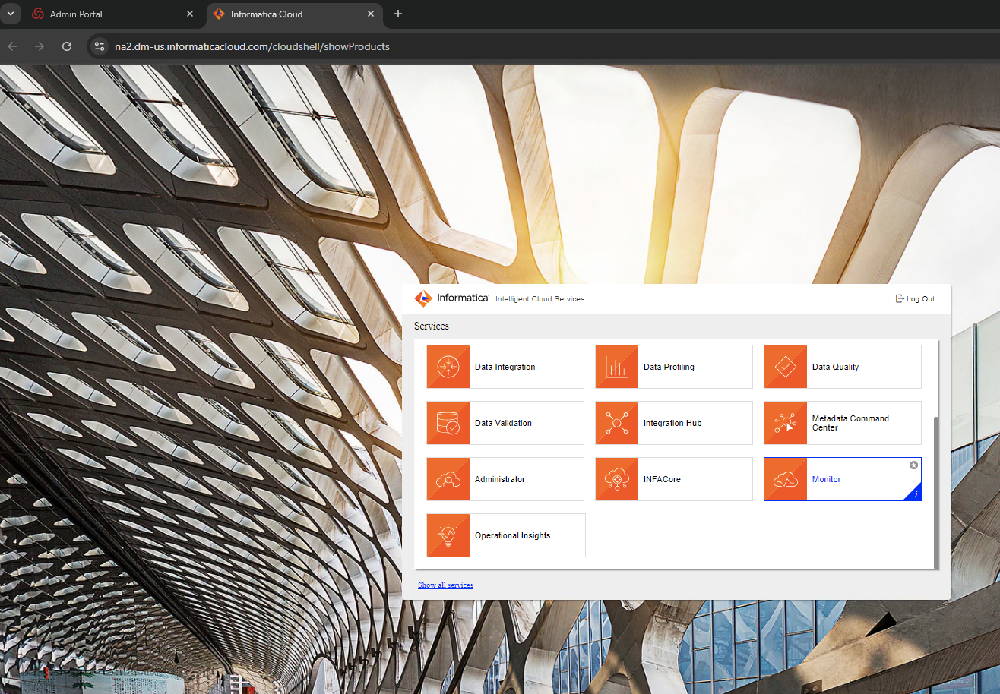 Admin Portal
Informatica Cloud
na2.dm-us.informaticacloud.com/cloudshell/showProducts
Informatica Intelligent Cloud Services
Log Out
Services
Data Integration
Data Profiling
Data Quality
Data Validation
Integration Hub
Metadata Command
Center
Administrator
INFACore
Monitor
i
Operational Insights
Show all services